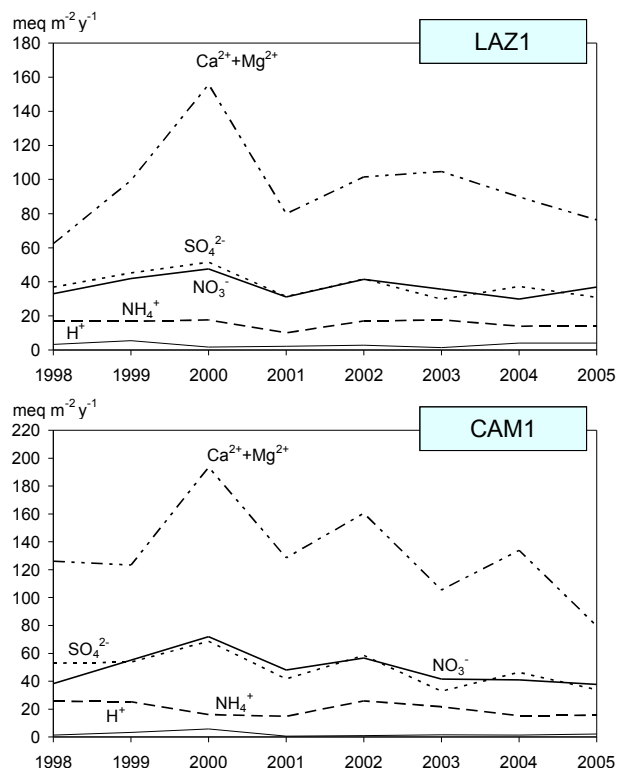 meq m⁻² y⁻¹
LAZ1
180
160
140
120
100
80
60
40
20
0
Ca²⁺+Mg²⁺
SO₄²⁻
NO₃⁻
NH₄⁺
H⁺
1998 1999 2000 2001 2002 2003 2004 2005
meq m⁻² y⁻¹
CAM1
220
200
180
160
140
120
100
80
60
40
20
0
Ca²⁺+Mg²⁺
SO₄²⁻
NO₃⁻
NH₄⁺
H⁺
1998 1999 2000 2001 2002 2003 2004 2005